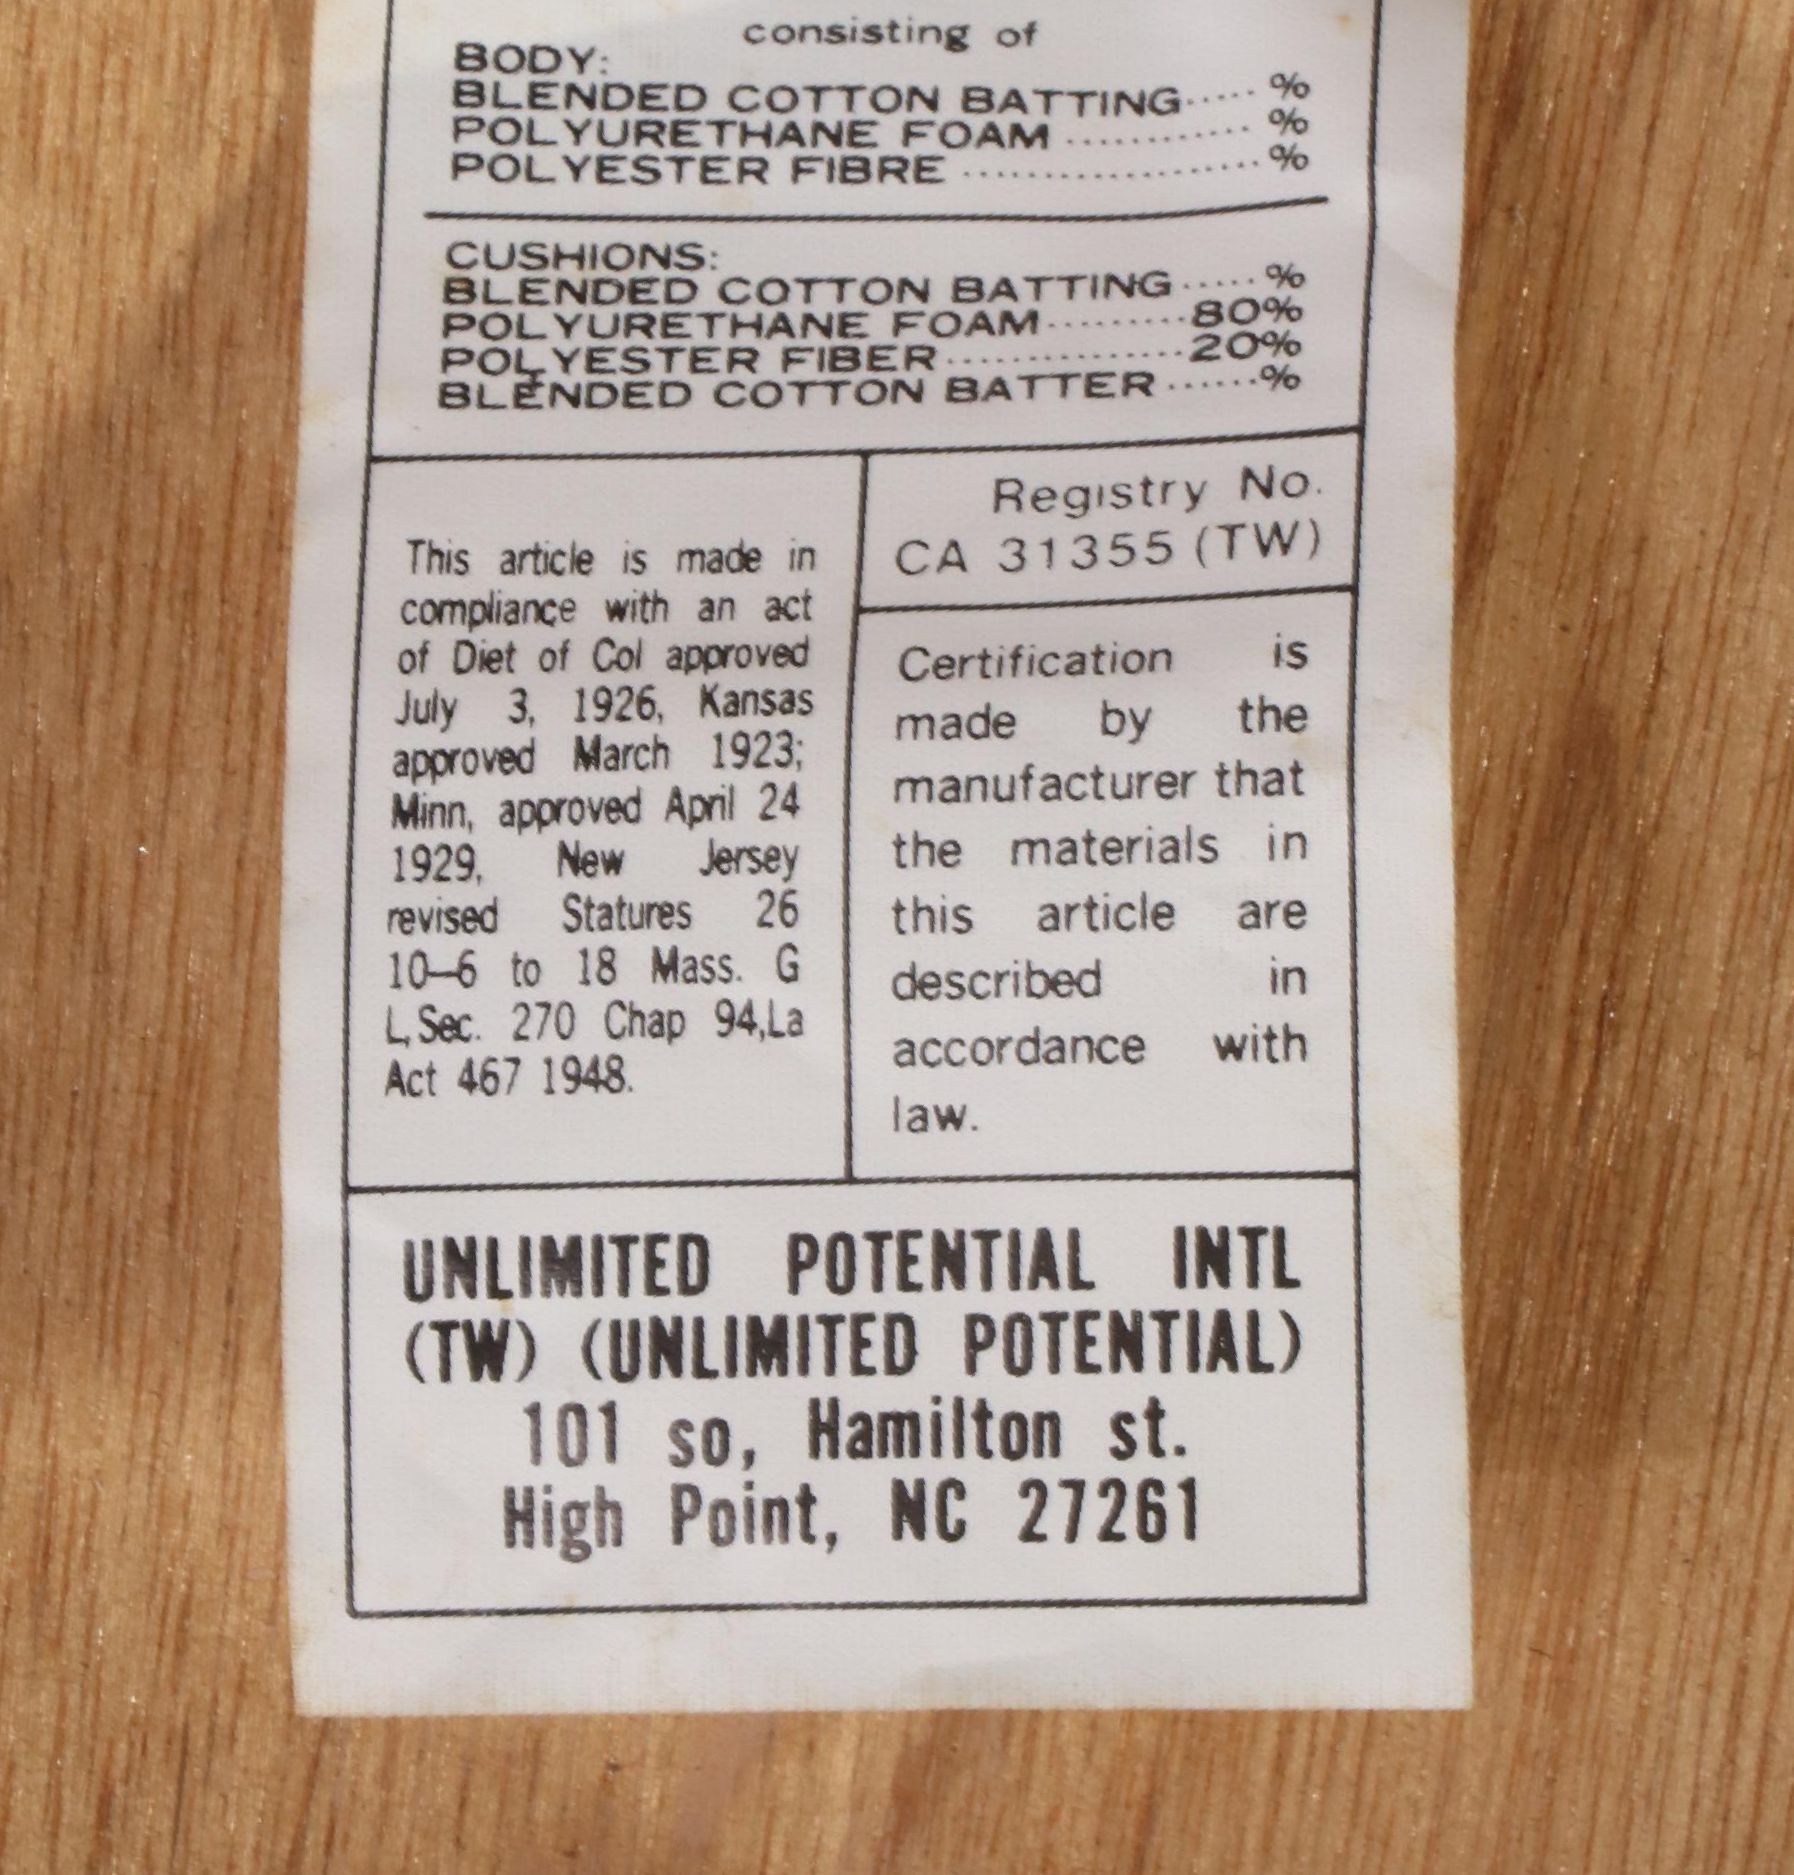 consisting of
BODY:
BLENDED COTTON BATTING ..... %
POLYURETHANE FOAM ............ %
POLYESTER FIBRE ................... %
CUSHIONS:
BLENDED COTTON BATTING ..... %
POLYURETHANE FOAM ......... 80%
POLYESTER FIBER ............... 20%
BLENDED COTTON BATTER ...... %
This article is made in
compliance with an act
of Diet of Col approved
July 3, 1926, Kansas
approved March 1923;
Minn, approved April 24
1929, New Jersey
revised Statures 26
10–6 to 18 Mass. G
L,Sec. 270 Chap 94,La
Act 467 1948.
Registry No.
CA 31355 (TW)
Certification is
made by the
manufacturer that
the materials in
this article are
described in
accordance with
law.
UNLIMITED POTENTIAL INTL
(TW) (UNLIMITED POTENTIAL)
101 so, Hamilton st.
High Point, NC 27261